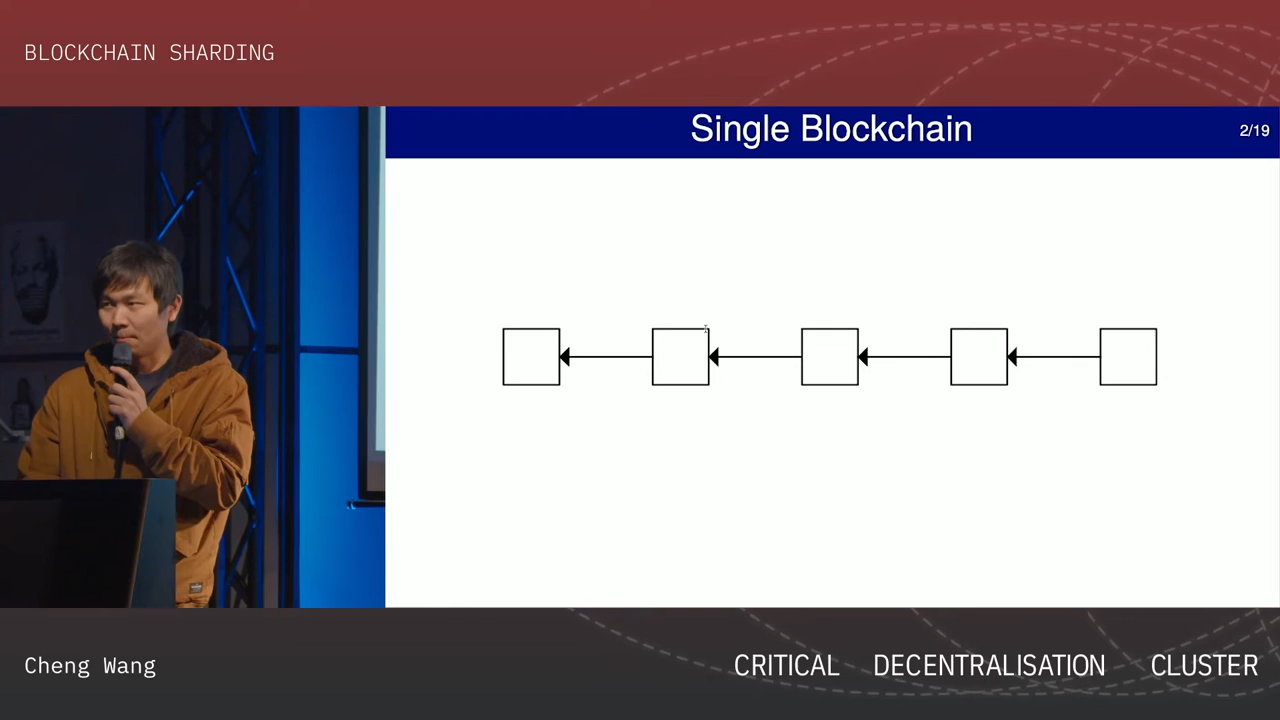 BLOCKCHAIN SHARDING
Single Blockchain
2/19
Cheng Wang
CRITICAL DECENTRALISATION CLUSTER